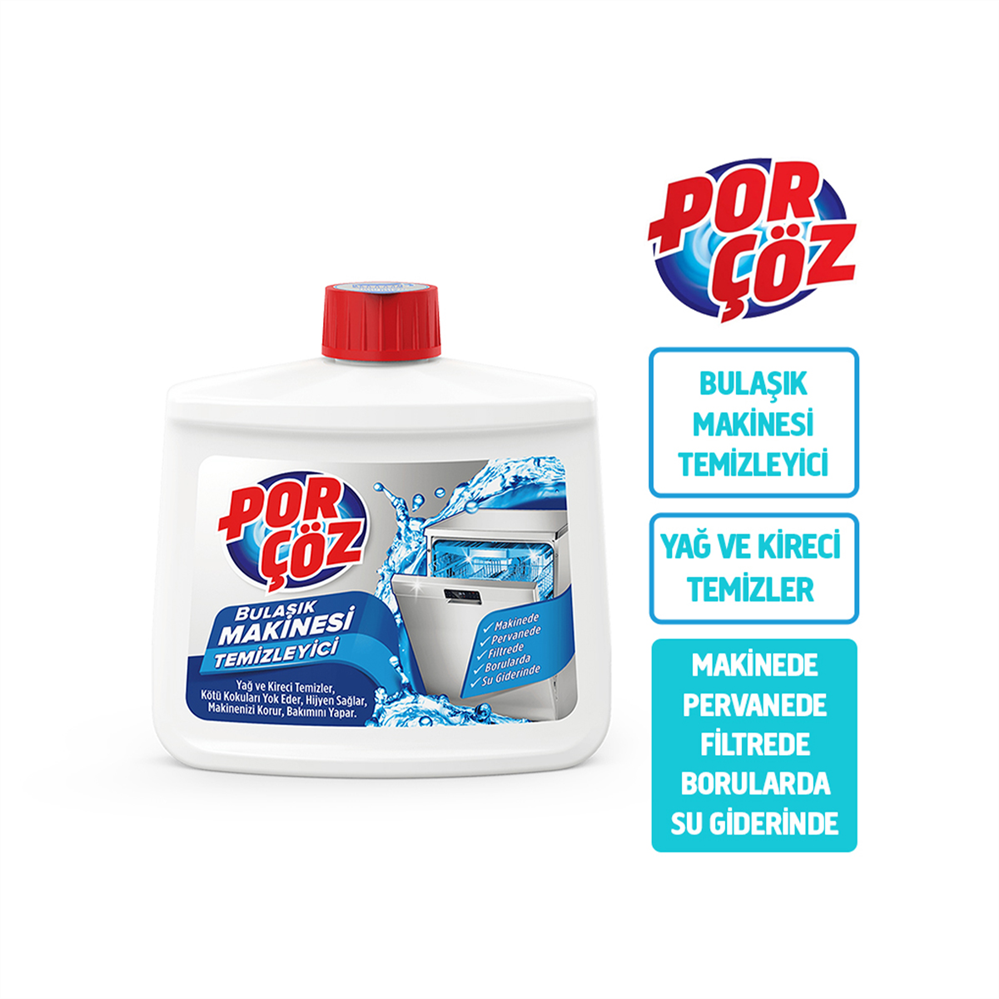 POR
ÇÖZ
BULAŞIK
MAKİNESİ
TEMİZLEYİCİ
Yağ ve Kireci Temizler,
Kötü Kokuları Yok Eder, Hijyen Sağlar,
Makinenizi Korur, Bakımını Yapar.
✓ Makinede
✓ Pervanede
✓ Filtrede
✓ Borularda
✓ Su Giderinde
POR
ÇÖZ
BULAŞIK
MAKİNESİ
TEMİZLEYİCİ
YAĞ VE KİRECİ
TEMİZLER
MAKİNEDE
PERVANEDE
FİLTREDE
BORULARDA
SU GİDERİNDE